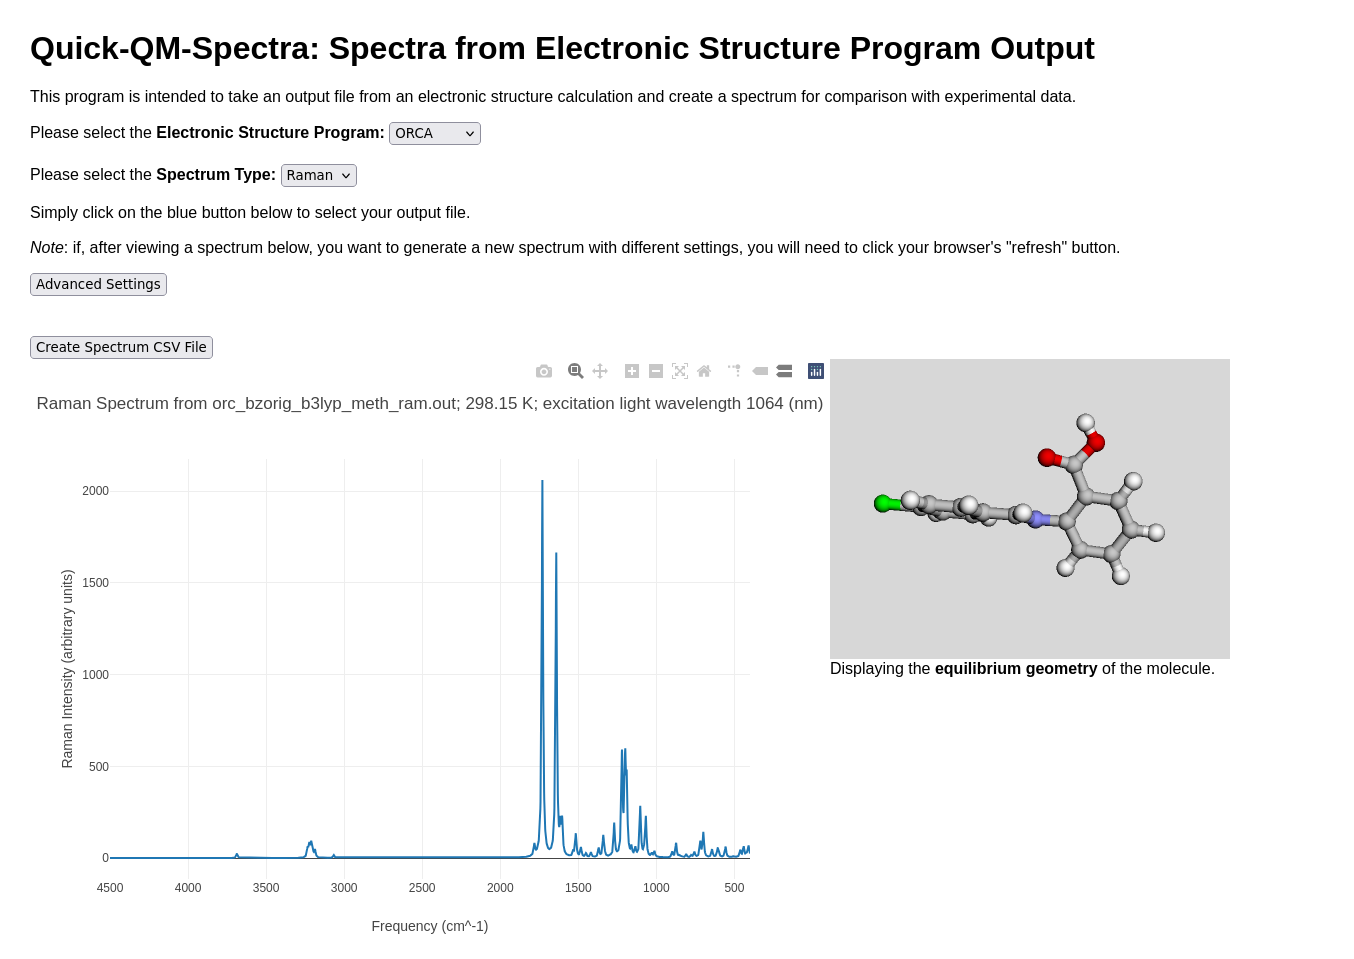 Quick-QM-Spectra: Spectra from Electronic Structure Program Output
This program is intended to take an output file from an electronic structure calculation and create a spectrum for comparison with experimental data.
Please select the Electronic Structure Program: ORCA
Please select the Spectrum Type: Raman
Simply click on the blue button below to select your output file.
Note: if, after viewing a spectrum below, you want to generate a new spectrum with different settings, you will need to click your browser's "refresh" button.
Advanced Settings
Create Spectrum CSV File
Raman Spectrum from orc_bzorig_b3lyp_meth_ram.out; 298.15 K; excitation light wavelength 1064 (nm)
Raman Intensity (arbitrary units)
2000
1500
1000
500
0
4500 4000 3500 3000 2500 2000 1500 1000 500
Frequency (cm^-1)
Displaying the equilibrium geometry of the molecule.